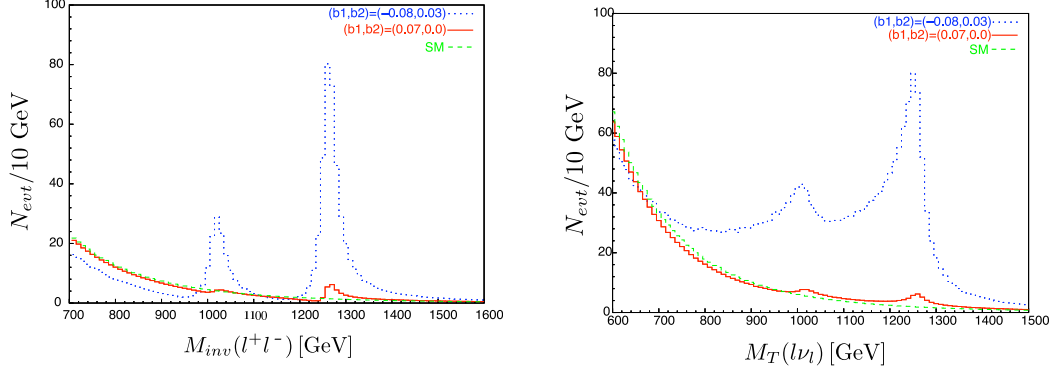 100
80
60
40
20
0
N_evt/10 GeV
(b1,b2)=(−0.08,0.03)
(b1,b2)=(0.07,0.0)
SM
700 800 900 1000 1100 1200 1300 1400 1500 1600
M_inv(l⁺l⁻) [GeV]
100
80
60
40
20
0
N_evt/10 GeV
(b1,b2)=(−0.08,0.03)
(b1,b2)=(0.07,0.0)
SM
600 700 800 900 1000 1100 1200 1300 1400 1500
M_T(lν_l) [GeV]